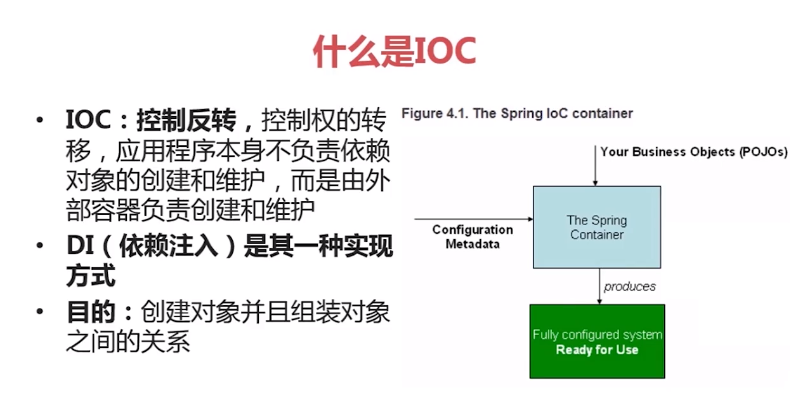 什么是IOC
• IOC：控制反转，控制权的转
移，应用程序本身不负责依赖
对象的创建和维护，而是由外
部容器负责创建和维护
• DI（依赖注入）是其一种实现
方式
• 目的：创建对象并且组装对象
之间的关系
Figure 4.1. The Spring IoC container
Your Business Objects (POJOs)
The Spring
Container
Configuration
Metadata
produces
Fully configured system
Ready for Use